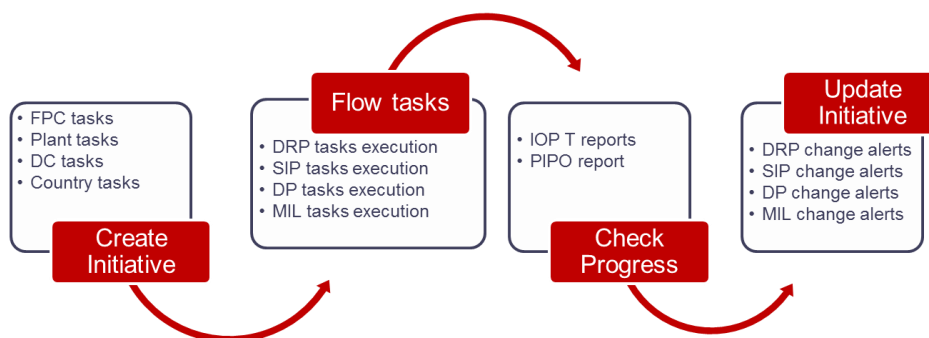 • FPC tasks
• Plant tasks
• DC tasks
• Country tasks
Create
Initiative
Flow tasks
• DRP tasks execution
• SIP tasks execution
• DP tasks execution
• MIL tasks execution
• IOP T reports
• PIPO report
Check
Progress
Update
Initiative
• DRP change alerts
• SIP change alerts
• DP change alerts
• MIL change alerts